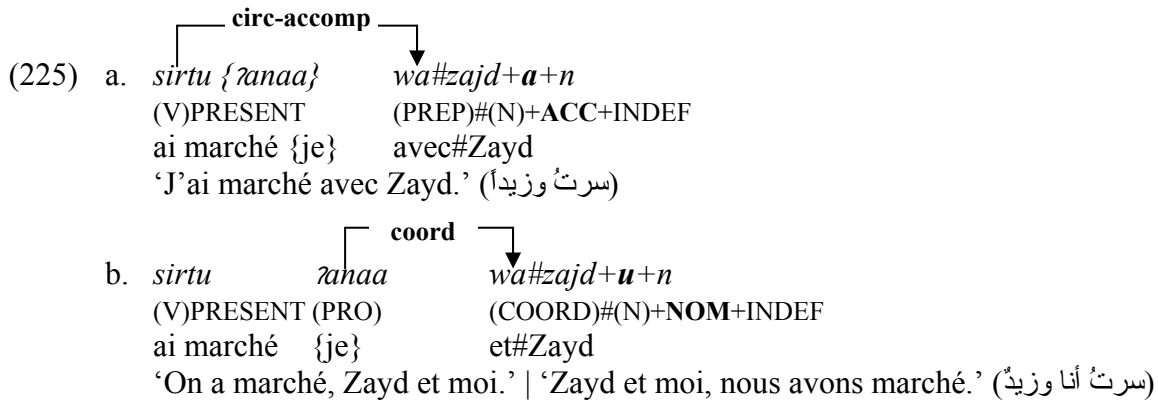 circ-accomp
(225) a. sirtu {ʔanaa} wa#zajd+a+n
(V)PRESENT (PREP)#(N)+ACC+INDEF
ai marché {je} avec#Zayd
‘J’ai marché avec Zayd.’ (سرتُ وزيداً)
coord
b. sirtu ʔanaa wa#zajd+u+n
(V)PRESENT (PRO) (COORD)#(N)+NOM+INDEF
ai marché {je} et#Zayd
‘On a marché, Zayd et moi.’ | ‘Zayd et moi, nous avons marché.’ (سرتُ أنا وزيدٌ)